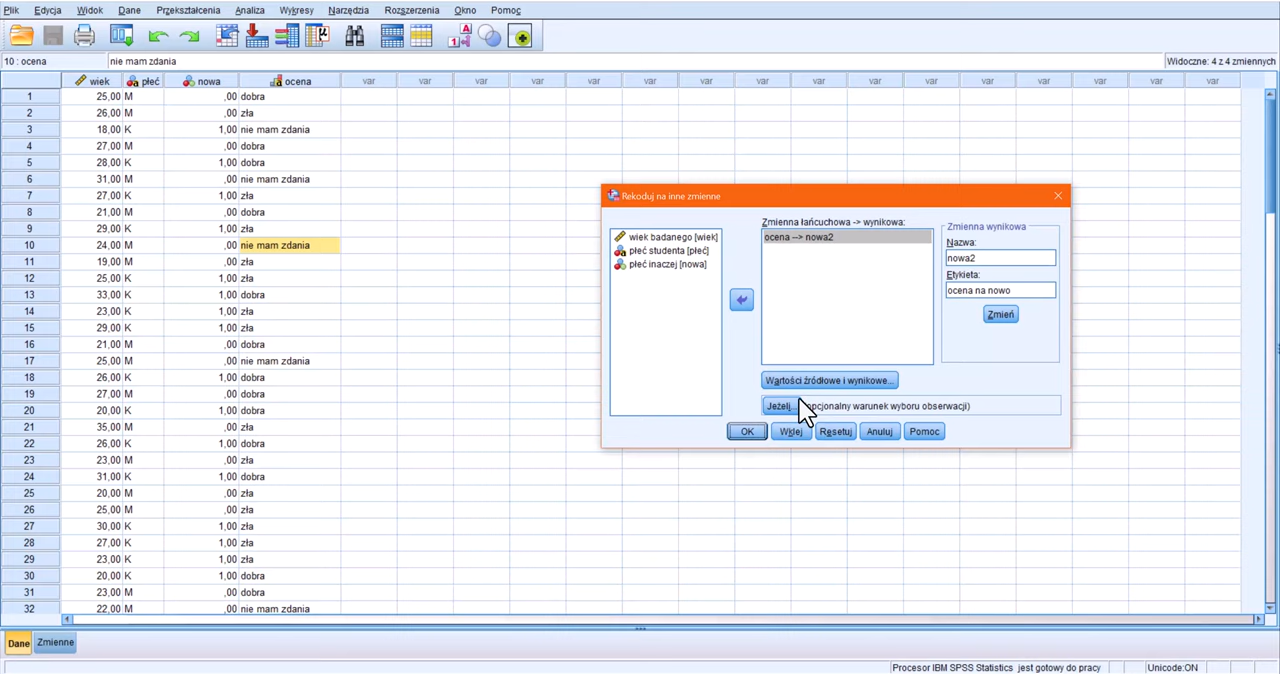 Plik Edycja Widok Dane Przekształcenia Analiza Wykresy Narzędzia Rozszerzenia Okno Pomoc
10 : ocena nie mam zdania Widoczne: 4 z 4 zmiennych
wiek płeć nowa ocena var var var var var var var var var var var var var var var var
1 25,00 M ,00 dobra
2 26,00 M ,00 zła
3 18,00 K 1,00 nie mam zdania
4 27,00 M ,00 dobra
5 28,00 K 1,00 dobra
6 31,00 M ,00 nie mam zdania
7 27,00 K 1,00 zła
8 21,00 M ,00 dobra
9 29,00 K 1,00 zła
10 24,00 M ,00 nie mam zdania
11 19,00 M ,00 zła
12 25,00 K 1,00 zła
13 33,00 K 1,00 dobra
14 23,00 K 1,00 zła
15 29,00 K 1,00 zła
16 21,00 M ,00 dobra
17 25,00 M ,00 nie mam zdania
18 26,00 K 1,00 dobra
19 27,00 M ,00 dobra
20 20,00 K 1,00 dobra
21 35,00 M ,00 zła
22 26,00 K 1,00 dobra
23 23,00 M ,00 zła
24 31,00 K 1,00 dobra
25 20,00 M ,00 zła
26 25,00 M ,00 zła
27 30,00 K 1,00 zła
28 27,00 K 1,00 zła
29 23,00 K 1,00 zła
30 20,00 K 1,00 dobra
31 23,00 M ,00 dobra
32 22,00 M ,00 nie mam zdania
Rekoduj na inne zmienne
wiek badanego [wiek]
płeć studenta [płeć]
płeć inaczej [nowa]
Zmienna łańcuchowa -> wynikowa:
ocena --> nowa2
Zmienna wynikowa
Nazwa:
nowa2
Etykieta:
ocena na nowo
Zmień
Wartości źródłowe i wynikowe...
Jeżeli... opcjonalny warunek wyboru obserwacji)
OK Wklej Resetuj Anuluj Pomoc
Dane Zmienne
Procesor IBM SPSS Statistics jest gotowy do pracy Unicode:ON